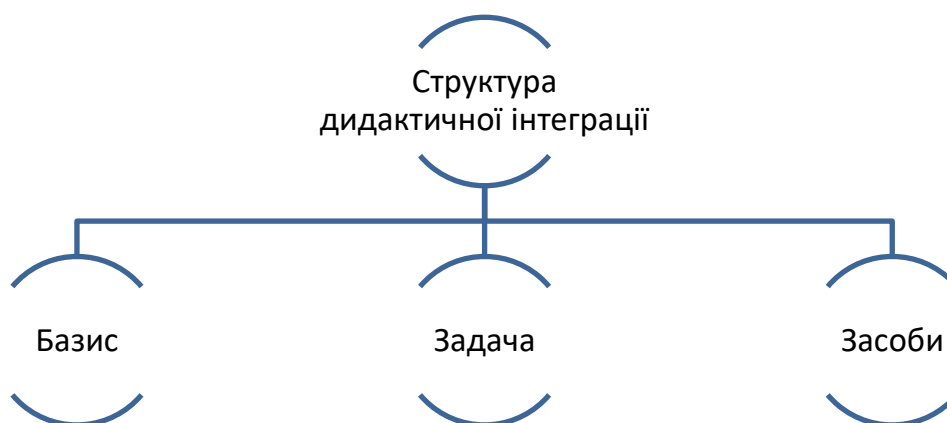 Структура
дидактичної інтеграції
Базис
Задача
Засоби